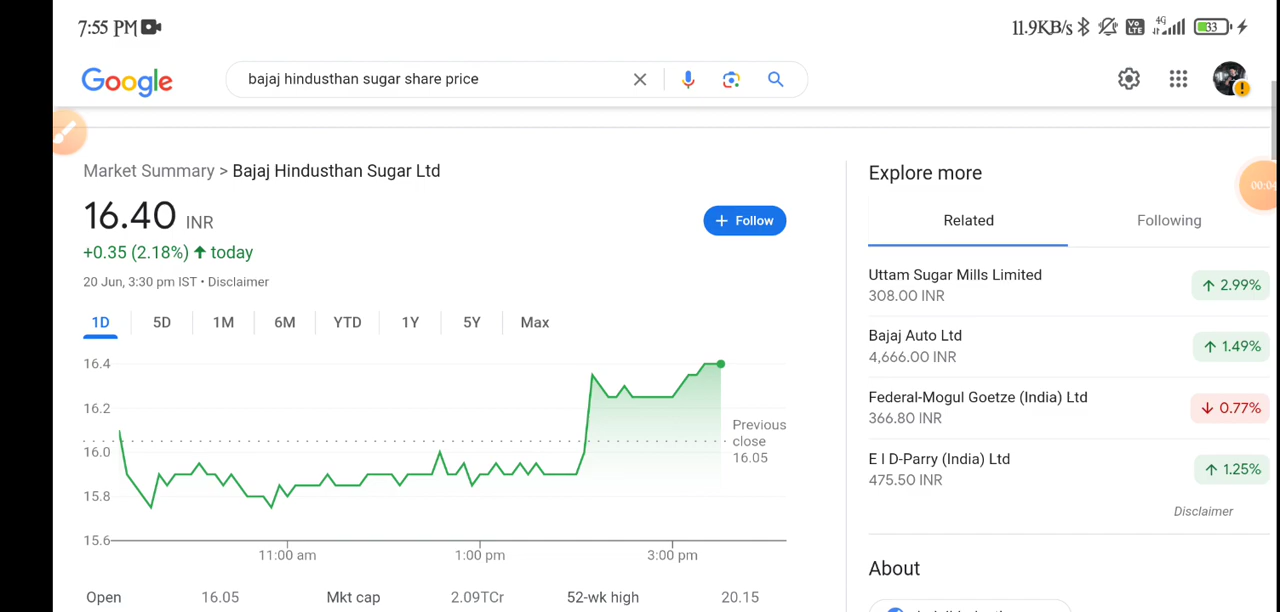 7:55 PM
11.9KB/s 4G Vo LTE 33
Google
bajaj hindusthan sugar share price
Market Summary > Bajaj Hindusthan Sugar Ltd
16.40 INR
+ Follow
+0.35 (2.18%) ↑ today
20 Jun, 3:30 pm IST • Disclaimer
1D 5D 1M 6M YTD 1Y 5Y Max
16.4
16.2
16.0
15.8
15.6
Previous
close
16.05
11:00 am 1:00 pm 3:00 pm
Open 16.05 Mkt cap 2.09TCr 52-wk high 20.15
Explore more
Related Following
Uttam Sugar Mills Limited
308.00 INR
↑ 2.99%
Bajaj Auto Ltd
4,666.00 INR
↑ 1.49%
Federal-Mogul Goetze (India) Ltd
366.80 INR
↓ 0.77%
E I D-Parry (India) Ltd
475.50 INR
↑ 1.25%
Disclaimer
About